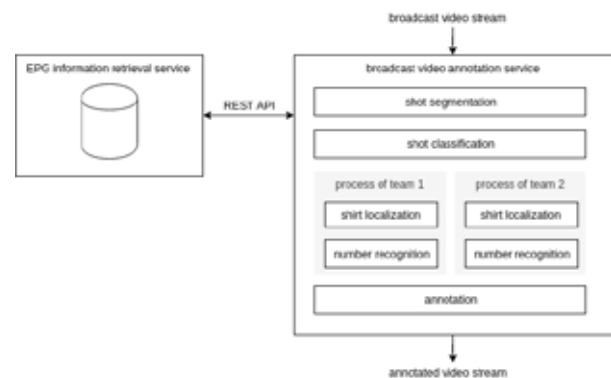 broadcast video stream
EPG information retrieval service
broadcast video annotation service
REST API
shot segmentation
shot classification
process of team 1
process of team 2
shirt localization
shirt localization
number recognition
number recognition
annotation
annotated video stream